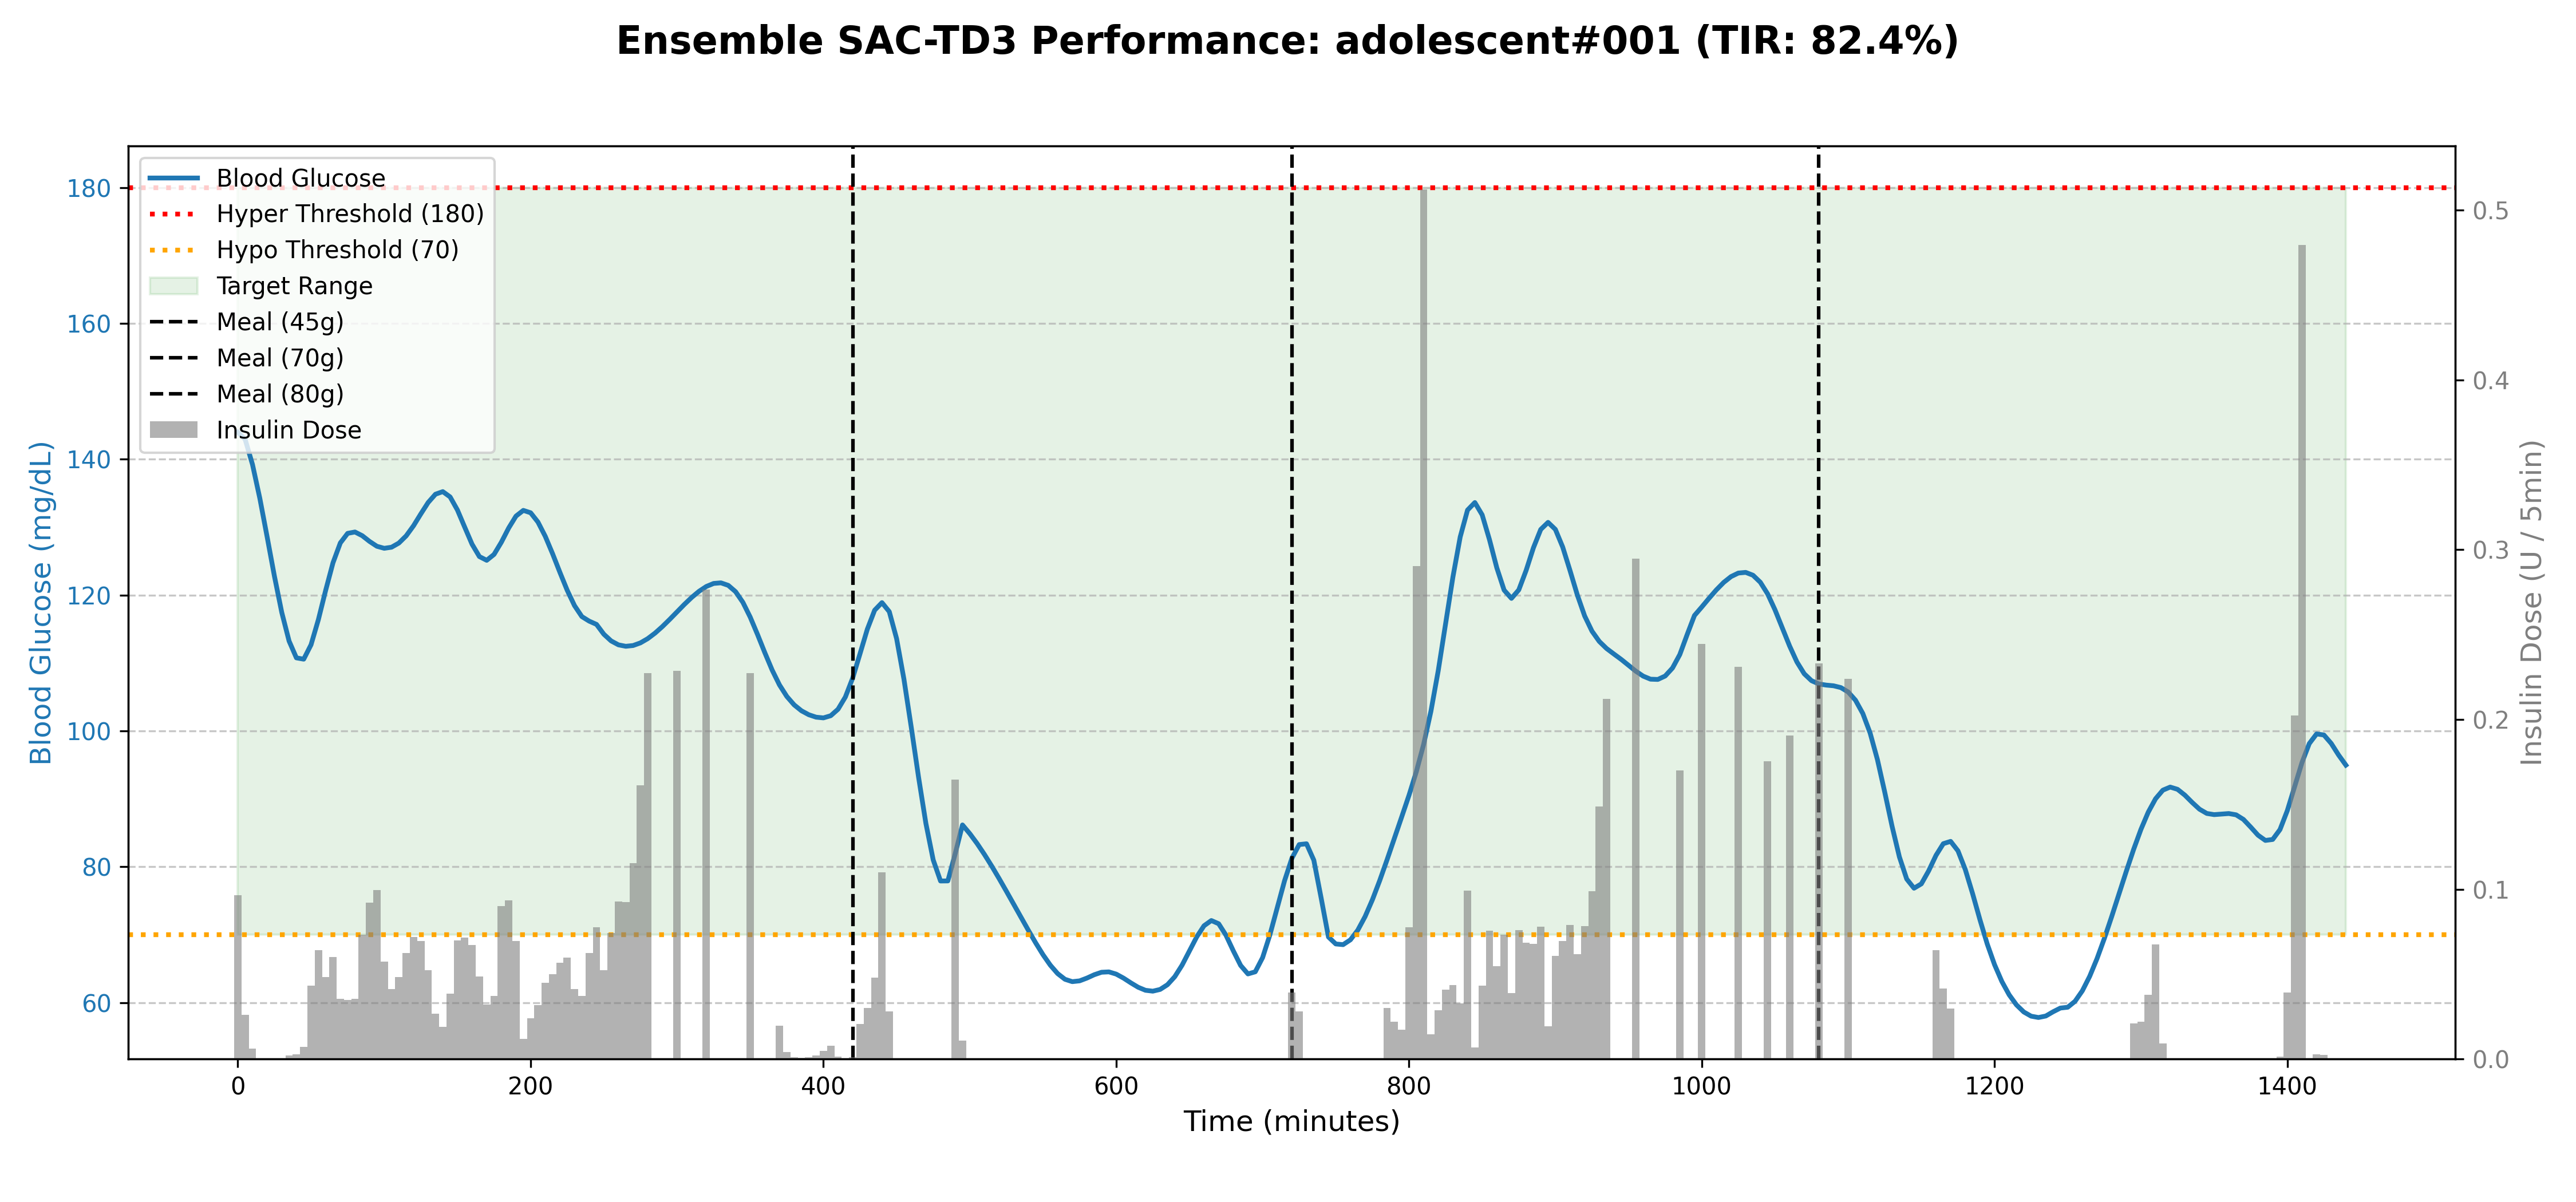 Ensemble SAC-TD3 Performance: adolescent#001 (TIR: 82.4%)
Blood Glucose
Hyper Threshold (180)
Hypo Threshold (70)
Target Range
Meal (45g)
Meal (70g)
Meal (80g)
Insulin Dose
Blood Glucose (mg/dL)
180
160
140
120
100
80
60
0.5
0.4
0.3
0.2
0.1
0.0
Insulin Dose (U / 5min)
0 200 400 600 800 1000 1200 1400
Time (minutes)